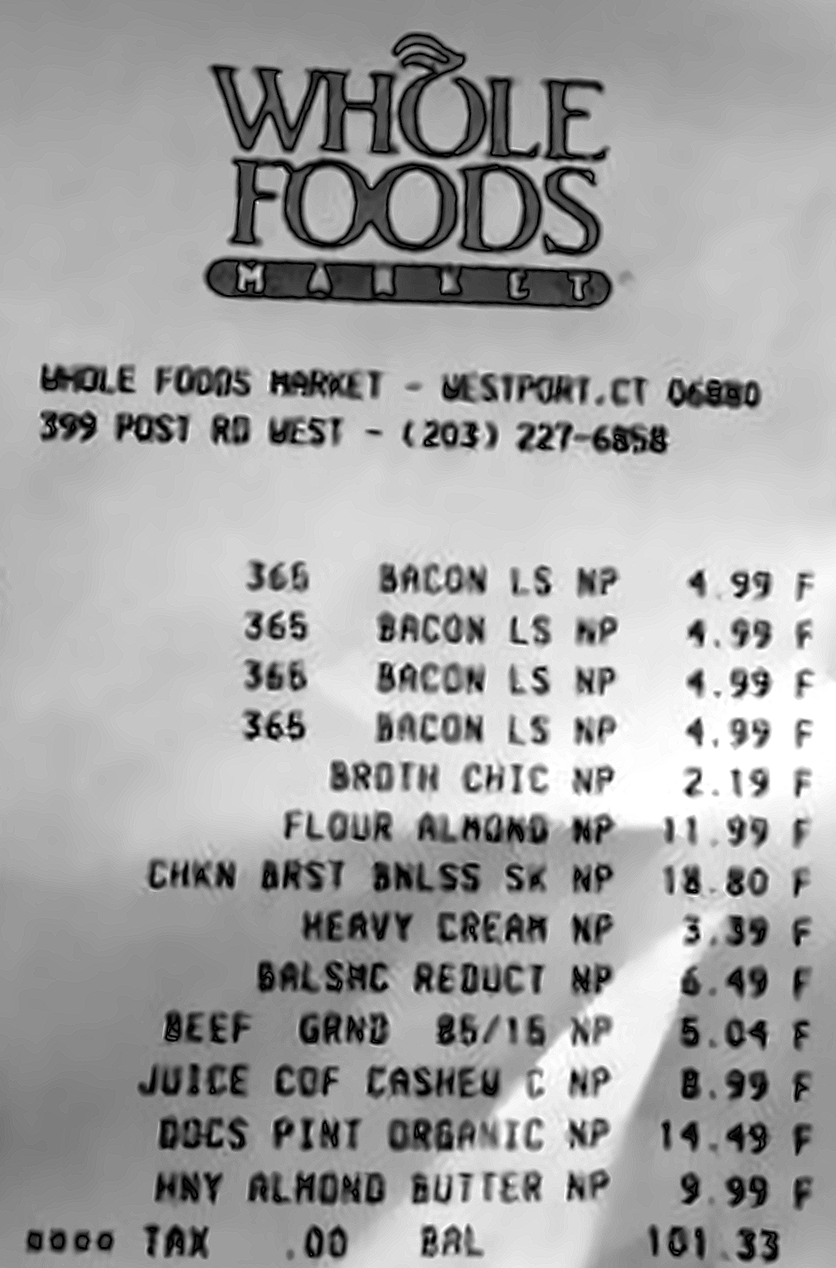 WHOLE
FOODS
MARKET
WHOLE FOODS MARKET - WESTPORT,CT 06880
399 POST RD WEST - (203) 227-6858
365 BACON LS NP 4.99 F
365 BACON LS NP 4.99 F
365 BACON LS NP 4.99 F
365 BACON LS NP 4.99 F
BROTH CHIC NP 2.19 F
FLOUR ALMOND NP 11.99 F
CHKN BRST BNLSS SK NP 18.80 F
HEAVY CREAM NP 3.39 F
BALSMC REDUCT NP 6.49 F
BEEF GRND 85/15 NP 5.04 F
JUICE COF CASHEW C NP 8.99 F
DOCS PINT ORGANIC NP 14.49 F
HNY ALMOND BUTTER NP 9.99 F
**** TAX .00 BAL 101.33